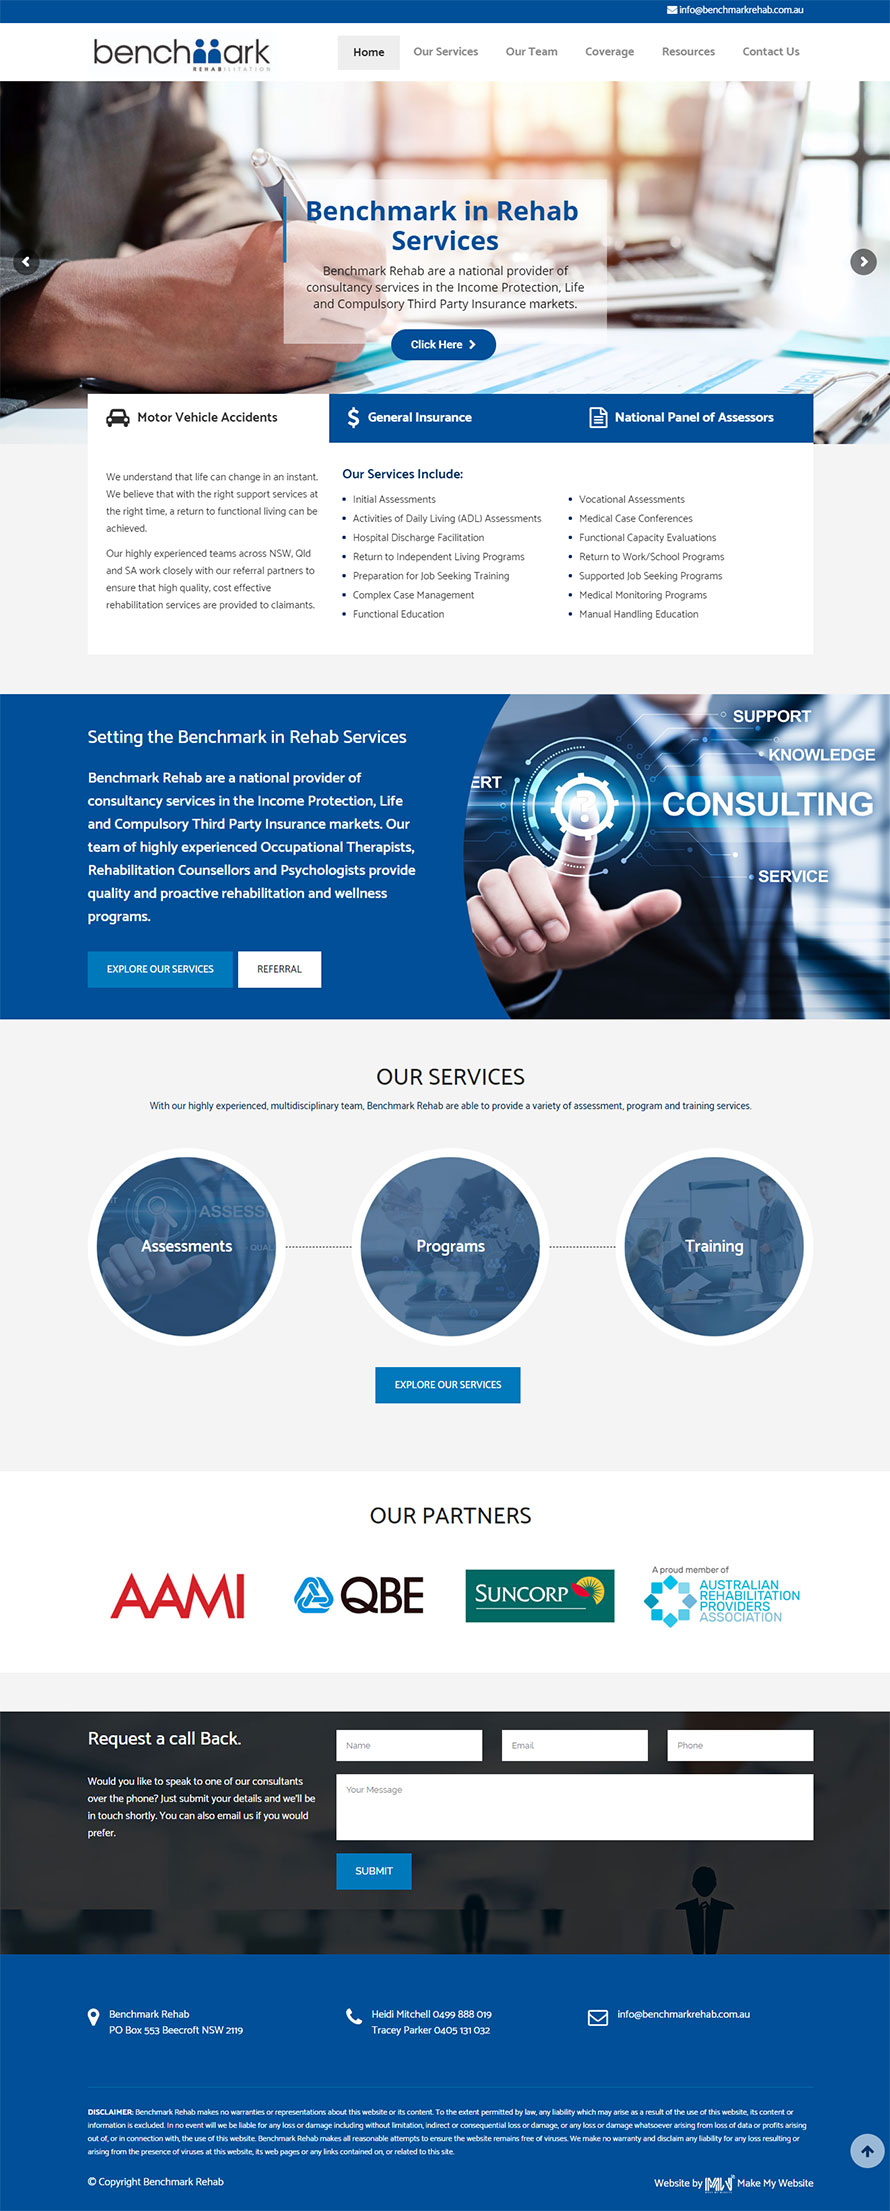 info@benchmarkrehab.com.au
benchmark
REHABILITATION
Home
Our Services
Our Team
Coverage
Resources
Contact Us
Benchmark in Rehab
Services
Benchmark Rehab are a national provider of
consultancy services in the Income Protection, Life
and Compulsory Third Party Insurance markets.
Click Here
Motor Vehicle Accidents
General Insurance
National Panel of Assessors
We understand that life can change in an instant.
We believe that with the right support services at
the right time, a return to functional living can be
achieved.
Our highly experienced teams across NSW, Qld
and SA work closely with our referral partners to
ensure that high quality, cost effective
rehabilitation services are provided to claimants.
Our Services Include:
Initial Assessments
Activities of Daily Living (ADL) Assessments
Hospital Discharge Facilitation
Return to Independent Living Programs
Preparation for Job Seeking Training
Complex Case Management
Functional Education
Vocational Assessments
Medical Case Conferences
Functional Capacity Evaluations
Return to Work/School Programs
Supported Job Seeking Programs
Medical Monitoring Programs
Manual Handling Education
Setting the Benchmark in Rehab Services
Benchmark Rehab are a national provider of
consultancy services in the Income Protection, Life
and Compulsory Third Party Insurance markets. Our
team of highly experienced Occupational Therapists,
Rehabilitation Counsellors and Psychologists provide
quality and proactive rehabilitation and wellness
programs.
EXPLORE OUR SERVICES
REFERRAL
SUPPORT
KNOWLEDGE
ERT
CONSULTING
SERVICE
OUR SERVICES
With our highly experienced, multidisciplinary team, Benchmark Rehab are able to provide a variety of assessment, program and training services.
ASSESS
Assessments
Programs
Training
EXPLORE OUR SERVICES
OUR PARTNERS
AAMI
QBE
SUNCORP
A proud member of
AUSTRALIAN
REHABILITATION
PROVIDERS
ASSOCIATION
Request a call Back.
Would you like to speak to one of our consultants
over the phone? Just submit your details and we'll be
in touch shortly. You can also email us if you would
prefer.
Name
Email
Phone
Your Message
SUBMIT
Benchmark Rehab
PO Box 553 Beecroft NSW 2119
Heidi Mitchell 0499 888 019
Tracey Parker 0405 131 032
info@benchmarkrehab.com.au
DISCLAIMER: Benchmark Rehab makes no warranties or representations about this website or its content. To the extent permitted by law, any liability which may arise as a result of the use of this website, its content or
information is excluded. In no event will we be liable for any loss or damage including without limitation, indirect or consequential loss or damage, or any loss or damage whatsoever arising from loss of data or profits arising
out of, or in connection with, the use of this website. Benchmark Rehab makes all reasonable attempts to ensure the website remains free of viruses. We make no warranty and disclaim any liability for any loss resulting or
arising from the presence of viruses at this website, its web pages or any links contained on, or related to this site.
© Copyright Benchmark Rehab
Website by Make My Website